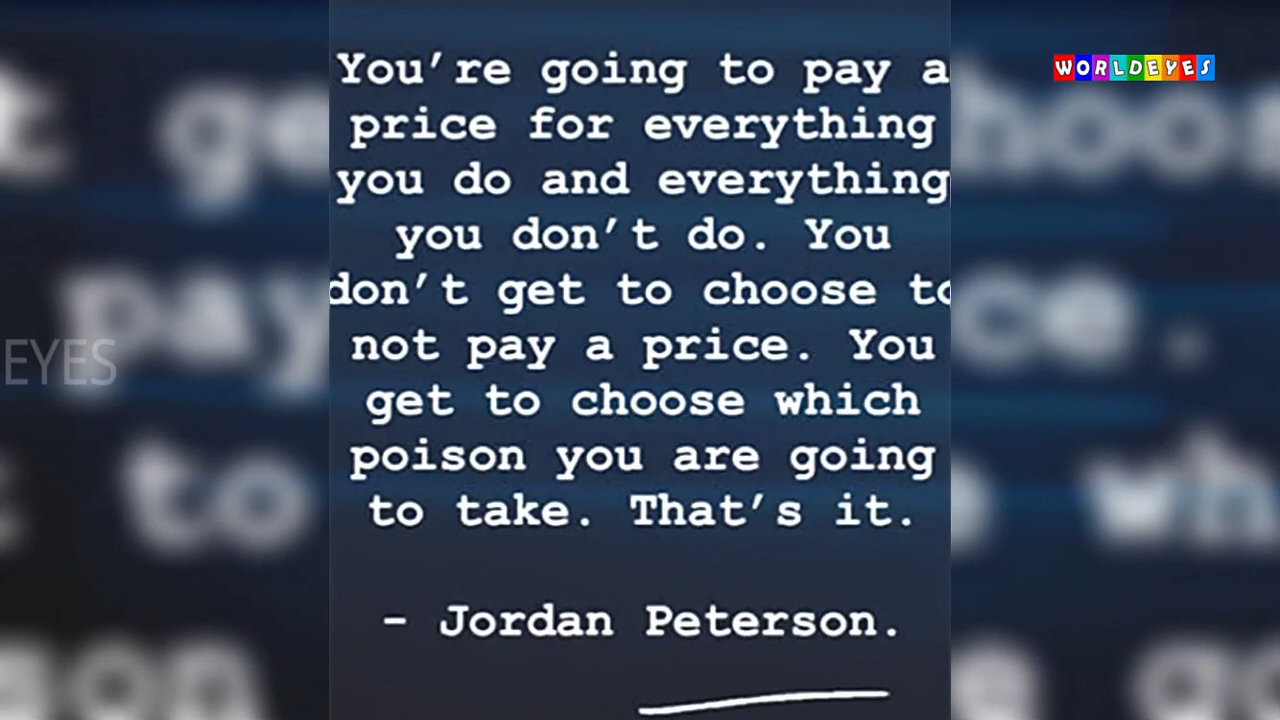 You’re going to pay a
price for everything
you do and everything
you don’t do. You
don’t get to choose to
not pay a price. You
get to choose which
poison you are going
to take. That’s it.
- Jordan Peterson.
WORLDEYES
EYES